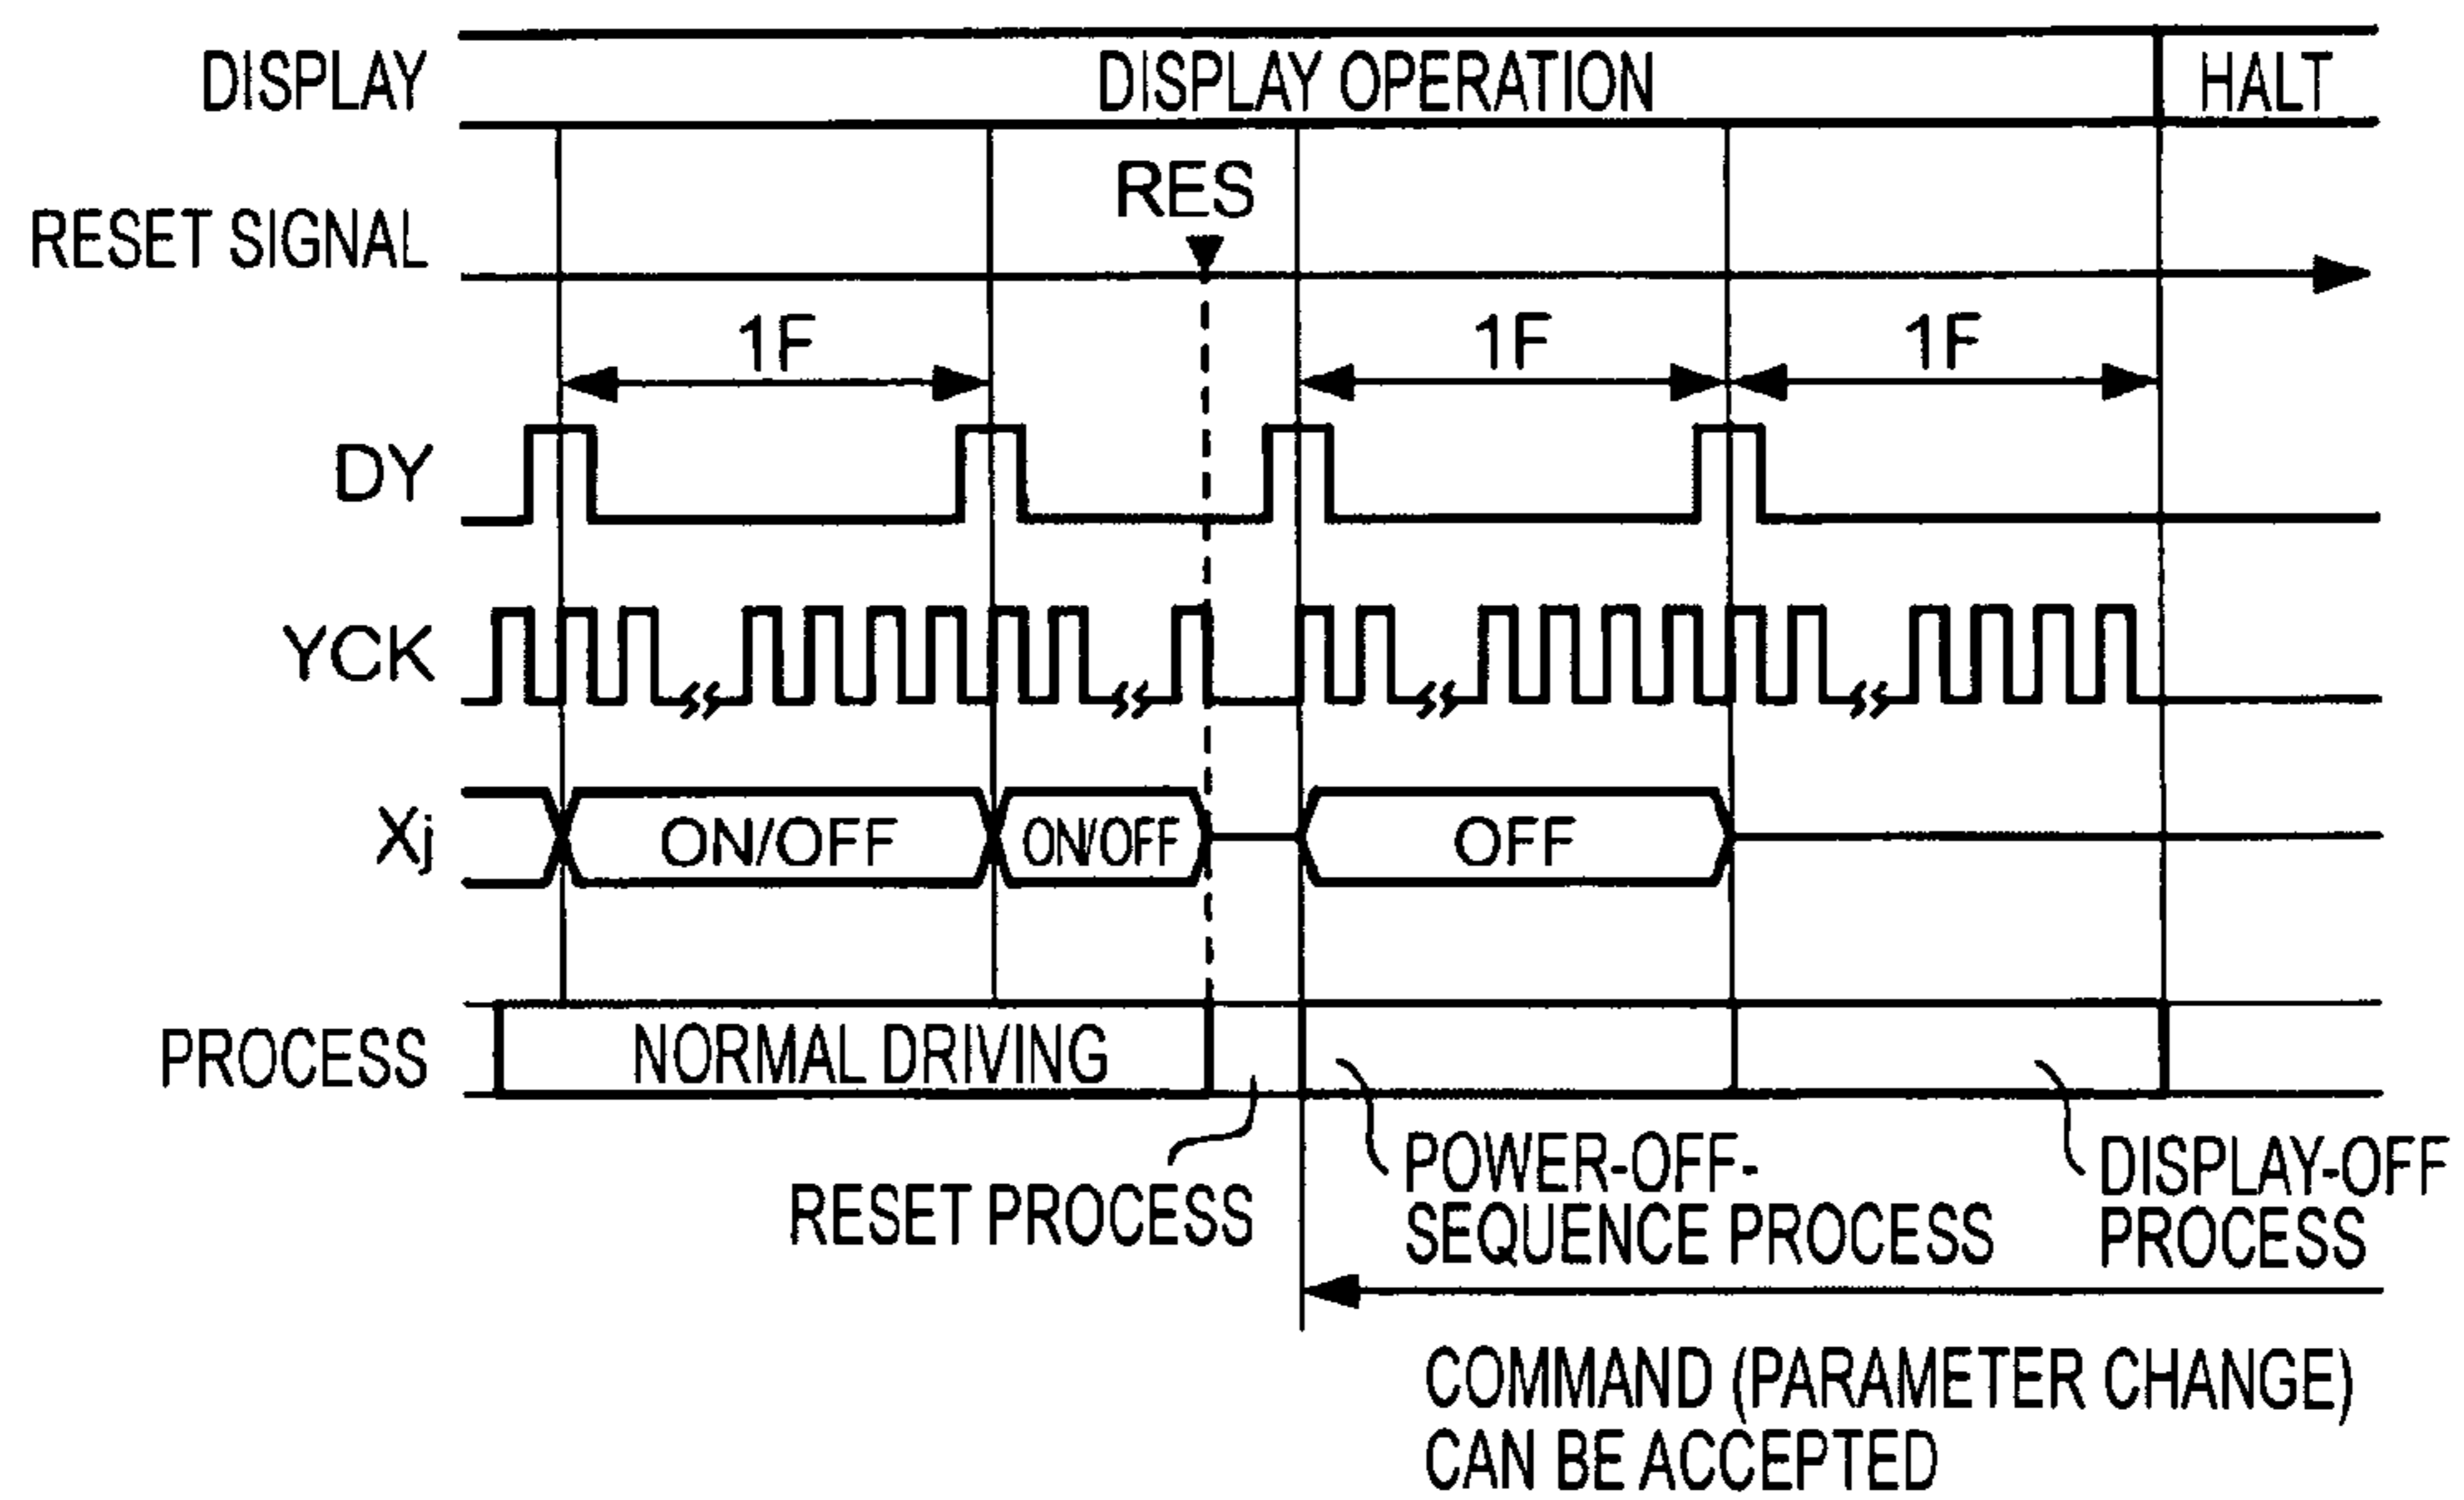 DISPLAY
DISPLAY OPERATION
HALT
RES
RESET SIGNAL
1F
1F
1F
DY
YCK
Xj
ON/OFF
ON/OFF
OFF
PROCESS
NORMAL DRIVING
RESET PROCESS
POWER-OFF-
SEQUENCE PROCESS
DISPLAY-OFF
PROCESS
COMMAND (PARAMETER CHANGE)
CAN BE ACCEPTED